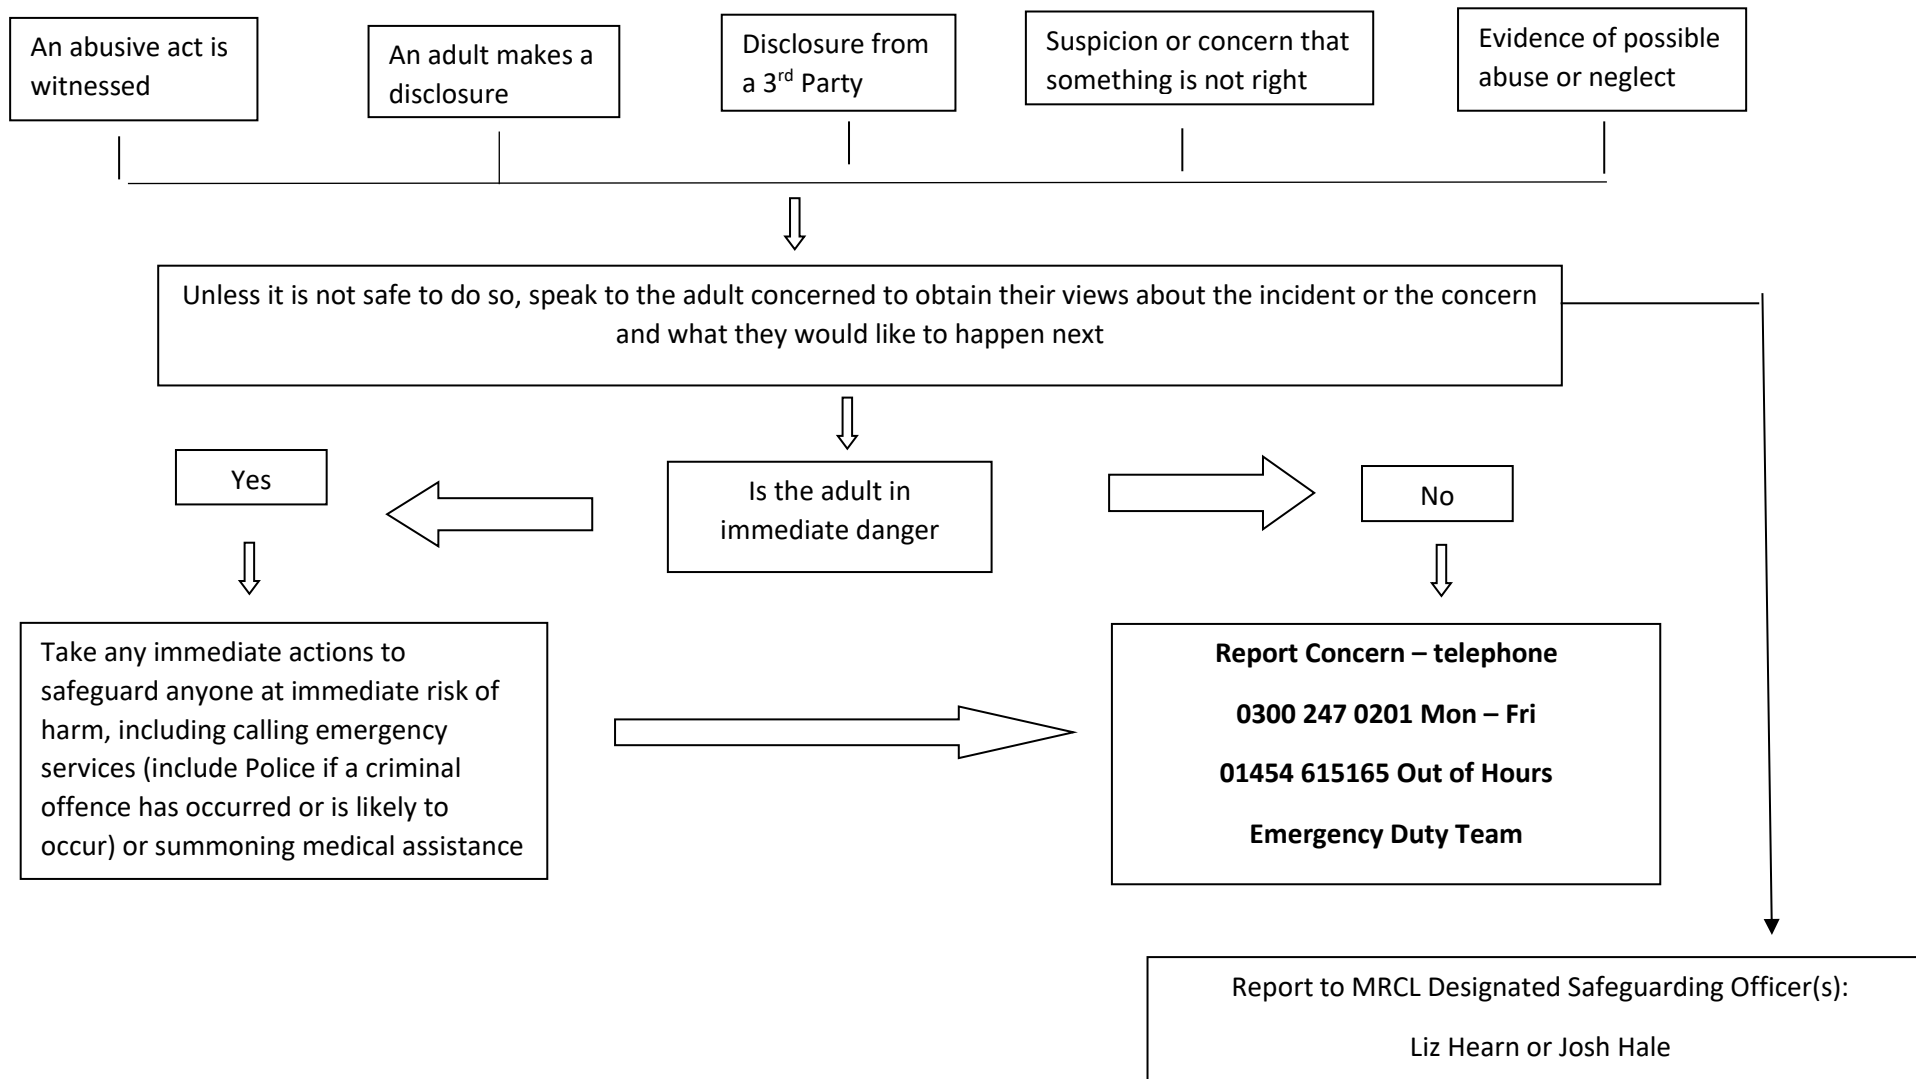 An abusive act is
witnessed
An adult makes a
disclosure
Disclosure from
a 3rd Party
Suspicion or concern that
something is not right
Evidence of possible
abuse or neglect
Unless it is not safe to do so, speak to the adult concerned to obtain their views about the incident or the concern
and what they would like to happen next
Yes
Is the adult in
immediate danger
No
Take any immediate actions to
safeguard anyone at immediate risk of
harm, including calling emergency
services (include Police if a criminal
offence has occurred or is likely to
occur) or summoning medical assistance
Report Concern – telephone
0300 247 0201 Mon – Fri
01454 615165 Out of Hours
Emergency Duty Team
Report to MRCL Designated Safeguarding Officer(s):
Liz Hearn or Josh Hale